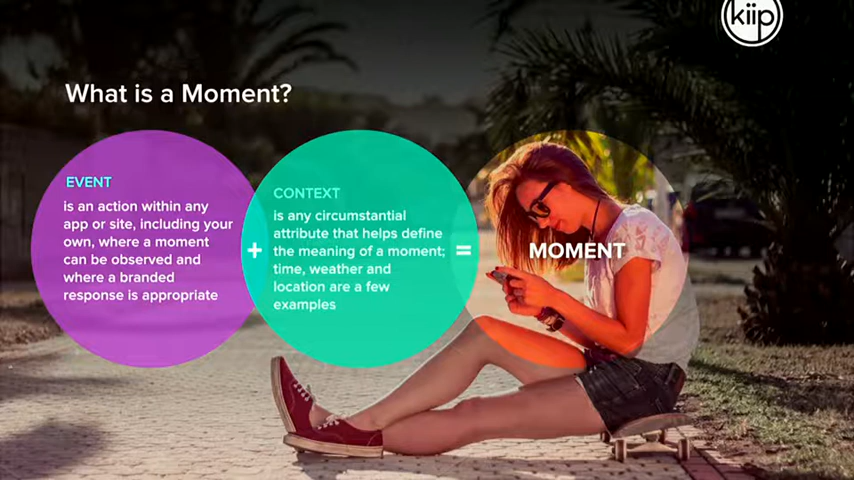 kiip
What is a Moment?
EVENT
is an action within any
app or site, including your
own, where a moment
can be observed and
where a branded
response is appropriate
+
CONTEXT
is any circumstantial
attribute that helps define
the meaning of a moment;
time, weather and
location are a few
examples
=
MOMENT